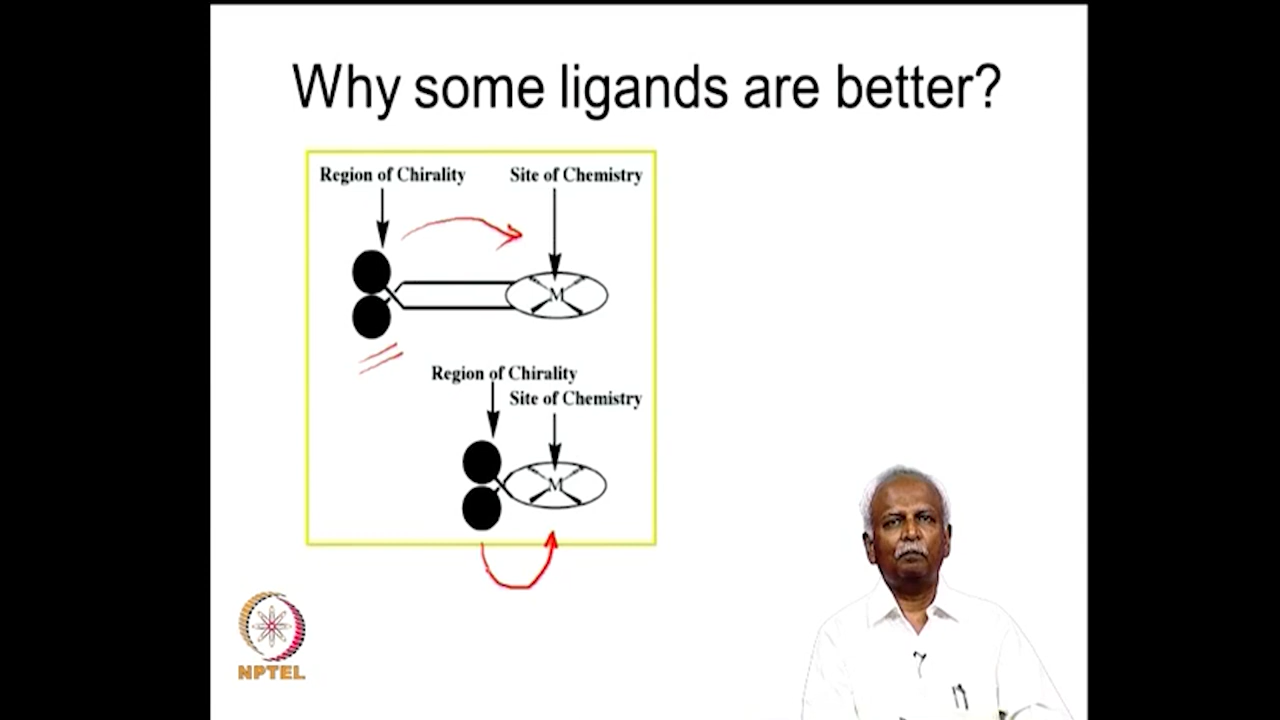 Why some ligands are better?
Region of Chirality
Site of Chemistry
M
Region of Chirality
Site of Chemistry
M
NPTEL